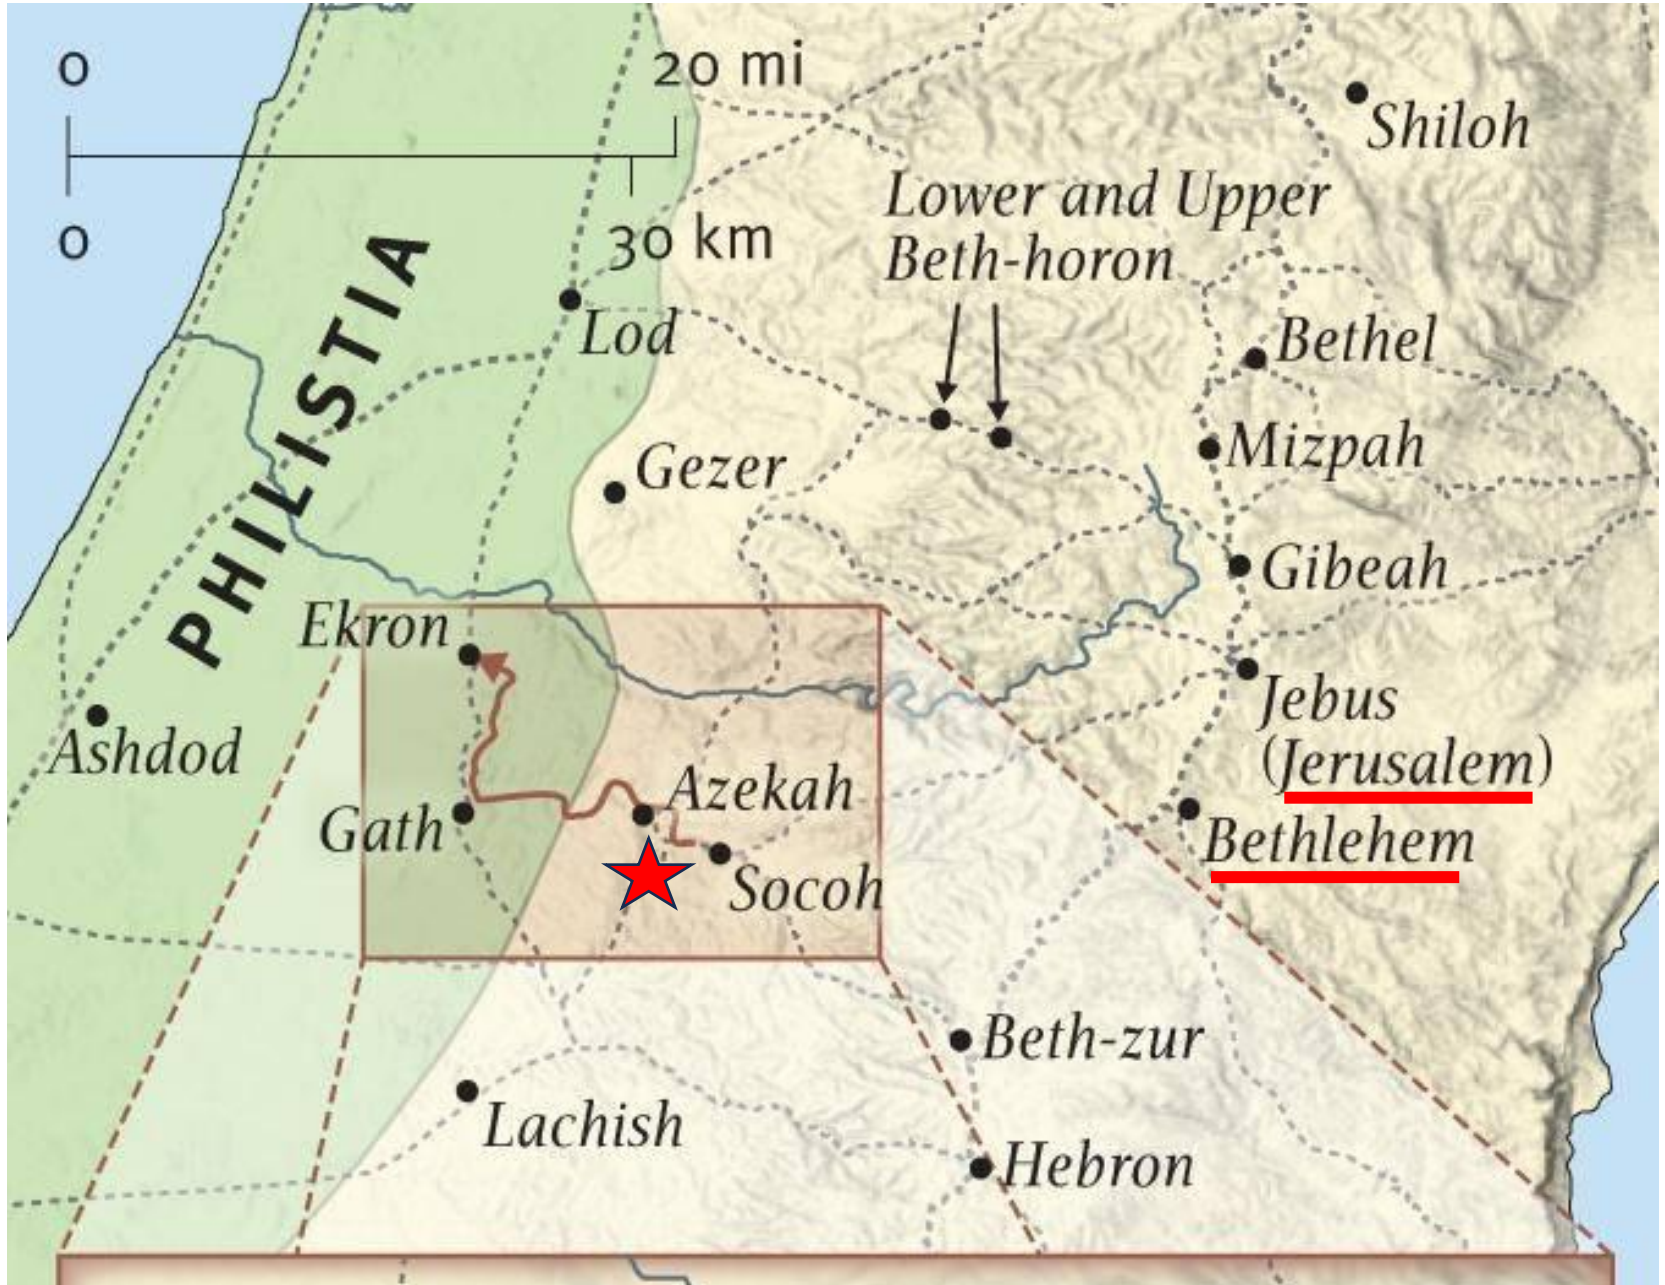 0 20 mi
0 30 km
Shiloh
Lower and Upper
Beth-horon
PHILISTIA
Lod
Bethel
Mizpah
Gezer
Gibeah
Ekron
Jebus
(Jerusalem)
Ashdod
Azekah
Gath
Bethlehem
Socoh
Beth-zur
Lachish
Hebron